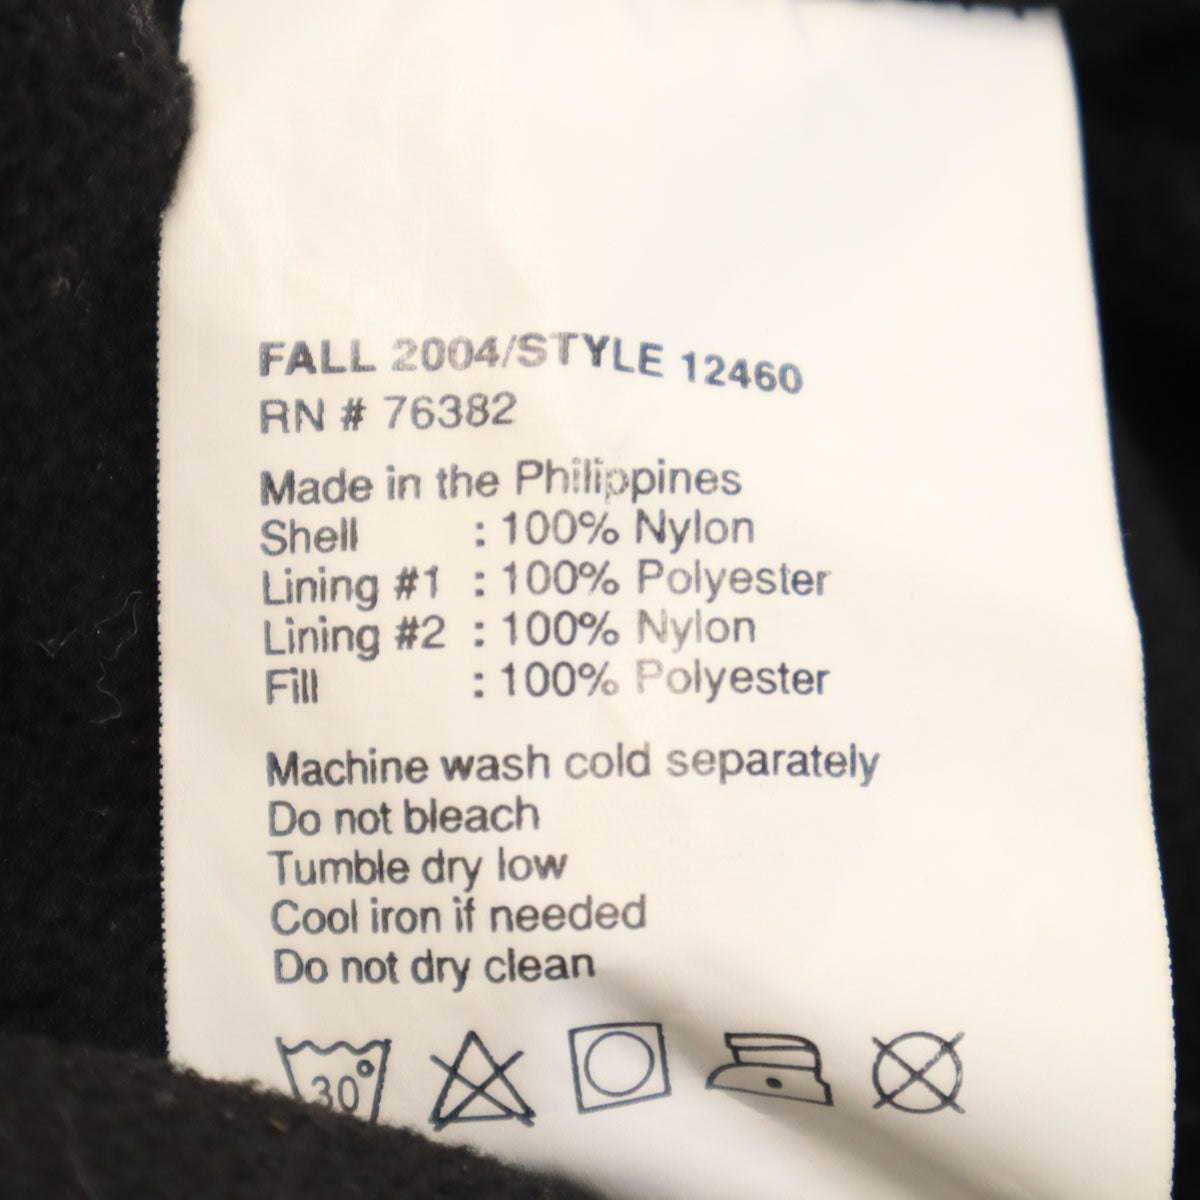 FALL 2004/STYLE 12460
RN # 76382
Made in the Philippines
Shell : 100% Nylon
Lining #1 : 100% Polyester
Lining #2 : 100% Nylon
Fill : 100% Polyester
Machine wash cold separately
Do not bleach
Tumble dry low
Cool iron if needed
Do not dry clean
30°